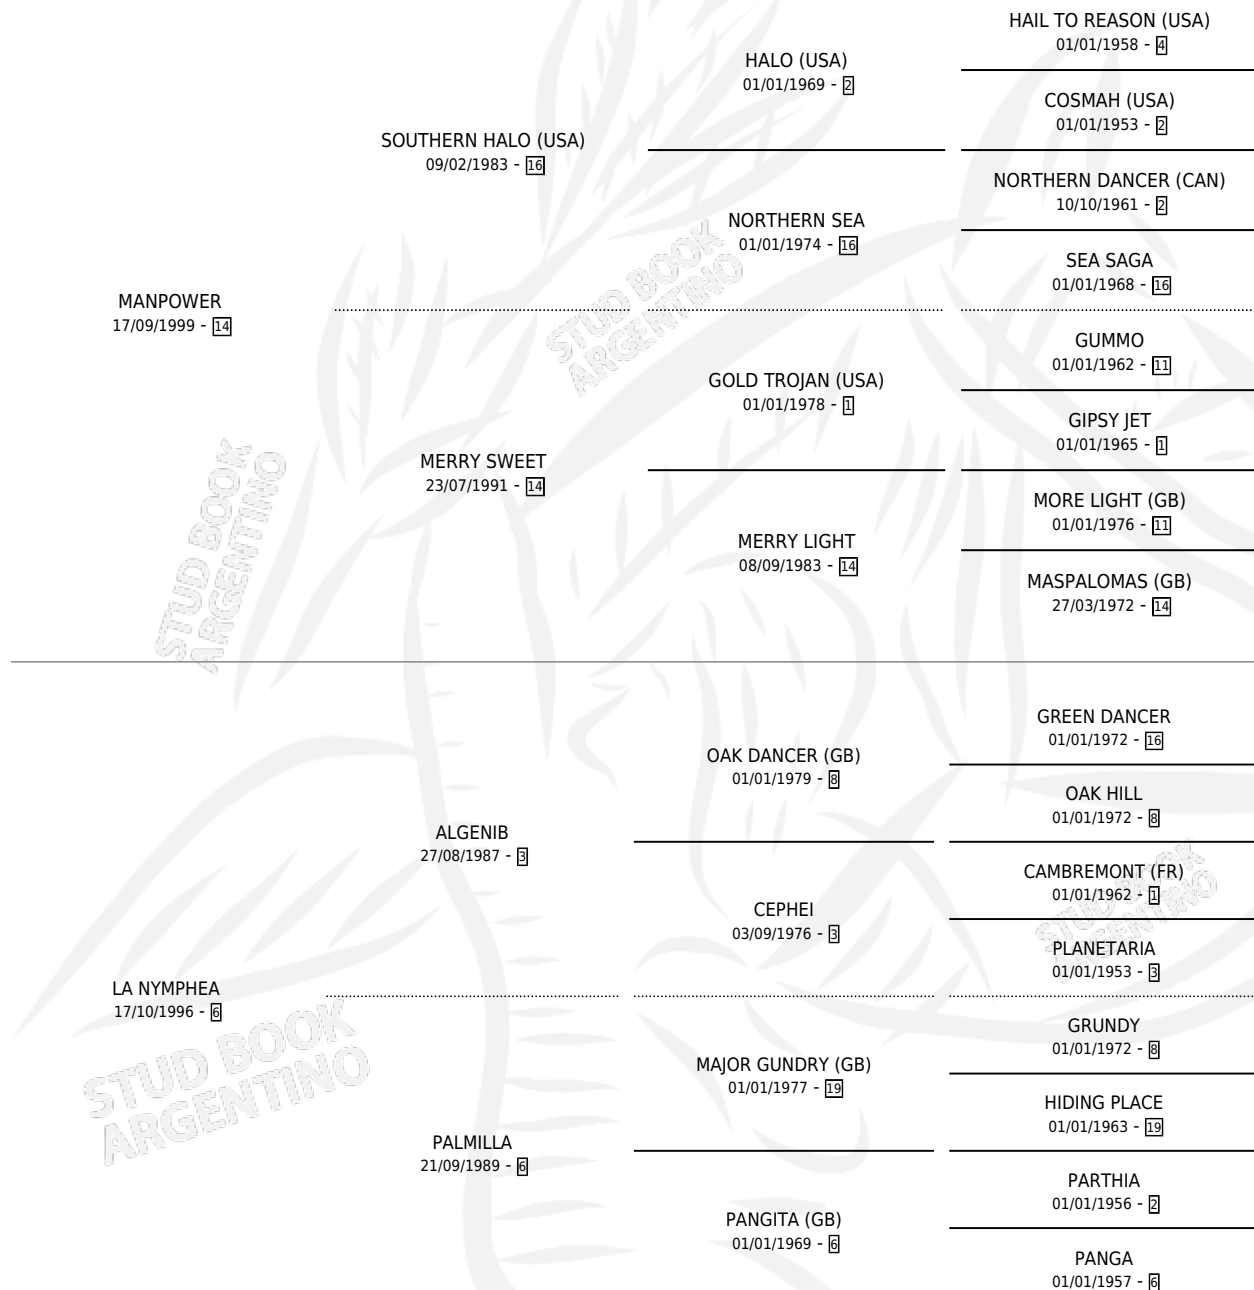 HAIL TO REASON (USA)
01/01/1958 - 4
HALO (USA)
01/01/1969 - 2
COSMAH (USA)
01/01/1953 - 2
SOUTHERN HALO (USA)
09/02/1983 - 16
NORTHERN DANCER (CAN)
10/10/1961 - 2
NORTHERN SEA
01/01/1974 - 16
SEA SAGA
01/01/1968 - 16
MANPOWER
17/09/1999 - 14
STUD BOOK
ARGENTINO
GUMMO
01/01/1962 - 11
GOLD TROJAN (USA)
01/01/1978 - 1
GIPSY JET
01/01/1965 - 1
MERRY SWEET
23/07/1991 - 14
MORE LIGHT (GB)
01/01/1976 - 11
MERRY LIGHT
08/09/1983 - 14
MASPALOMAS (GB)
27/03/1972 - 14
STUD BOOK
ARGENTINO
GREEN DANCER
01/01/1972 - 16
OAK DANCER (GB)
01/01/1979 - 8
OAK HILL
01/01/1972 - 8
ALGENIB
27/08/1987 - 3
CAMBREMONT (FR)
01/01/1962 - 1
CEPHEI
03/09/1976 - 3
PLANETARIA
01/01/1953 - 3
STUD BOOK
ARGENTINO
LA NYMPHEA
17/10/1996 - 6
GRUNDY
01/01/1972 - 8
MAJOR GUNDRY (GB)
01/01/1977 - 19
HIDING PLACE
01/01/1963 - 19
STUD BOOK
ARGENTINO
PALMILLA
21/09/1989 - 6
PARTHIA
01/01/1956 - 2
PANGITA (GB)
01/01/1969 - 6
PANGA
01/01/1957 - 6